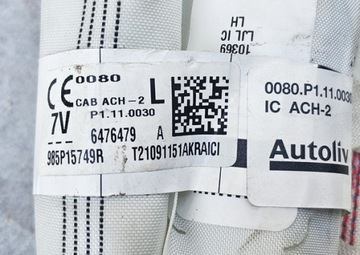 LJL IC
LH
10369
CE 0080
CAB ACH-2 L
P1.11.0030
7V
6476479 A
985P15749R T21091151AKRAICI
0080.P1.11.003
IC ACH-2
Autoliv